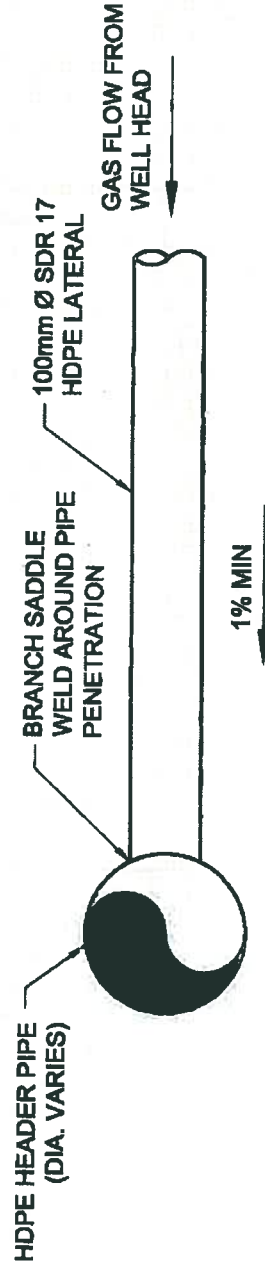 HDPE HEADER PIPE
(DIA. VARIES)
BRANCH SADDLE
WELD AROUND PIPE
PENETRATION
100mm Ø SDR 17
HDPE LATERAL
GAS FLOW FROM
WELL HEAD
1% MIN